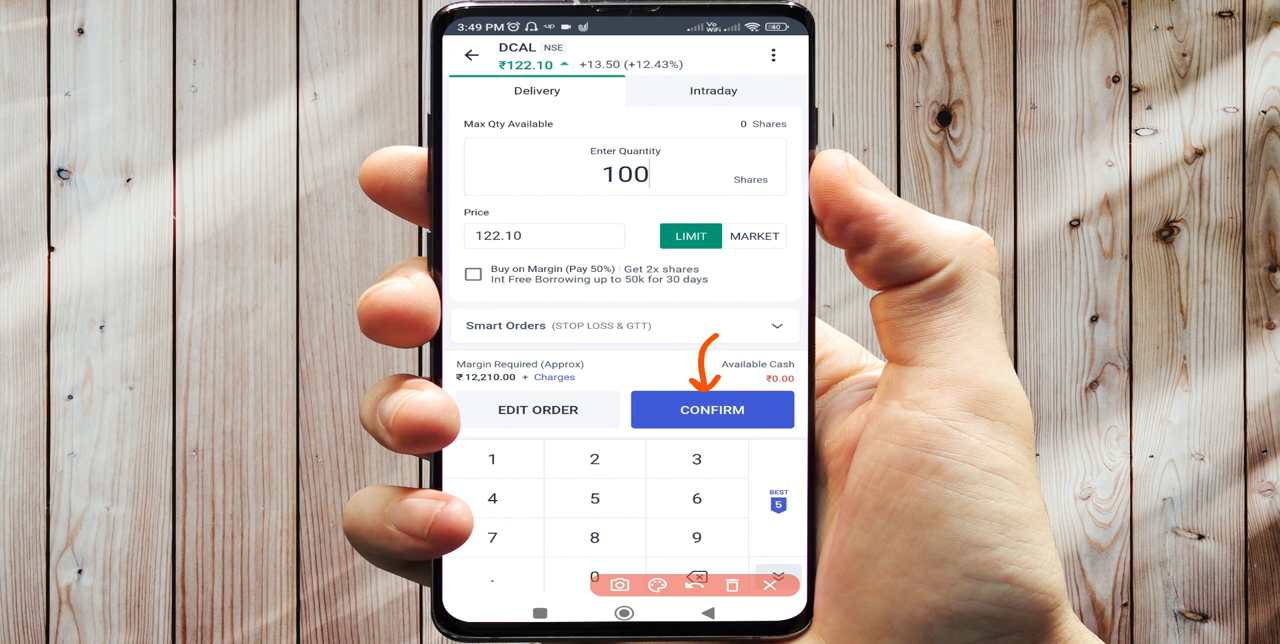 3:49 PM
Vo WiFi 40
DCAL NSE
₹122.10 +13.50 (+12.43%)
Delivery Intraday
Max Qty Available 0 Shares
Enter Quantity
100
Shares
Price
122.10 LIMIT MARKET
Buy on Margin (Pay 50%) | Get 2x shares
Int Free Borrowing up to 50k for 30 days
Smart Orders (STOP LOSS & GTT)
Margin Required (Approx) Available Cash
₹ 12,210.00 + Charges ₹0.00
EDIT ORDER CONFIRM
1 2 3
BEST
4 5 6 5
7 8 9
. 0